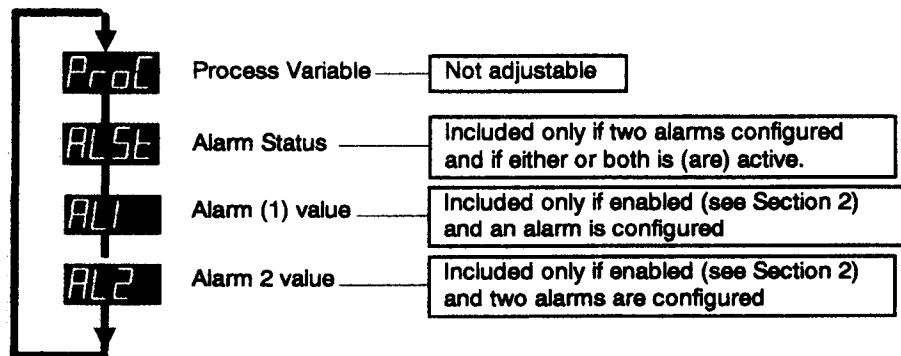 ProC Process Variable Not adjustable
ALSt Alarm Status Included only if two alarms configured
and if either or both is (are) active.
AL1 Alarm (1) value Included only if enabled (see Section 2)
and an alarm is configured
AL2 Alarm 2 value Included only if enabled (see Section 2)
and two alarms are configured